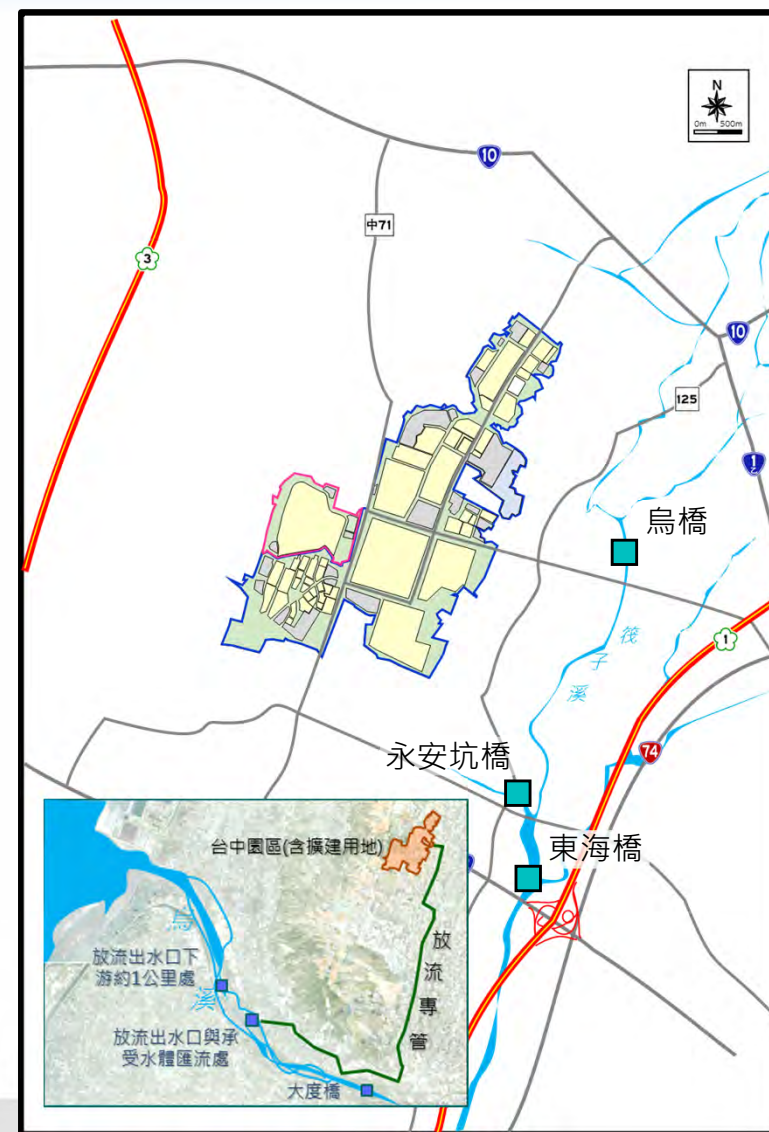 N
0m 500m
10
中71
3
10
125
1乙
烏橋
筏子溪
1
74
永安坑橋
東海橋
台中園區(含擴建用地)
放流專管
烏溪
放流出水口下
游約1公里處
放流出水口與承
受水體匯流處
大度橋